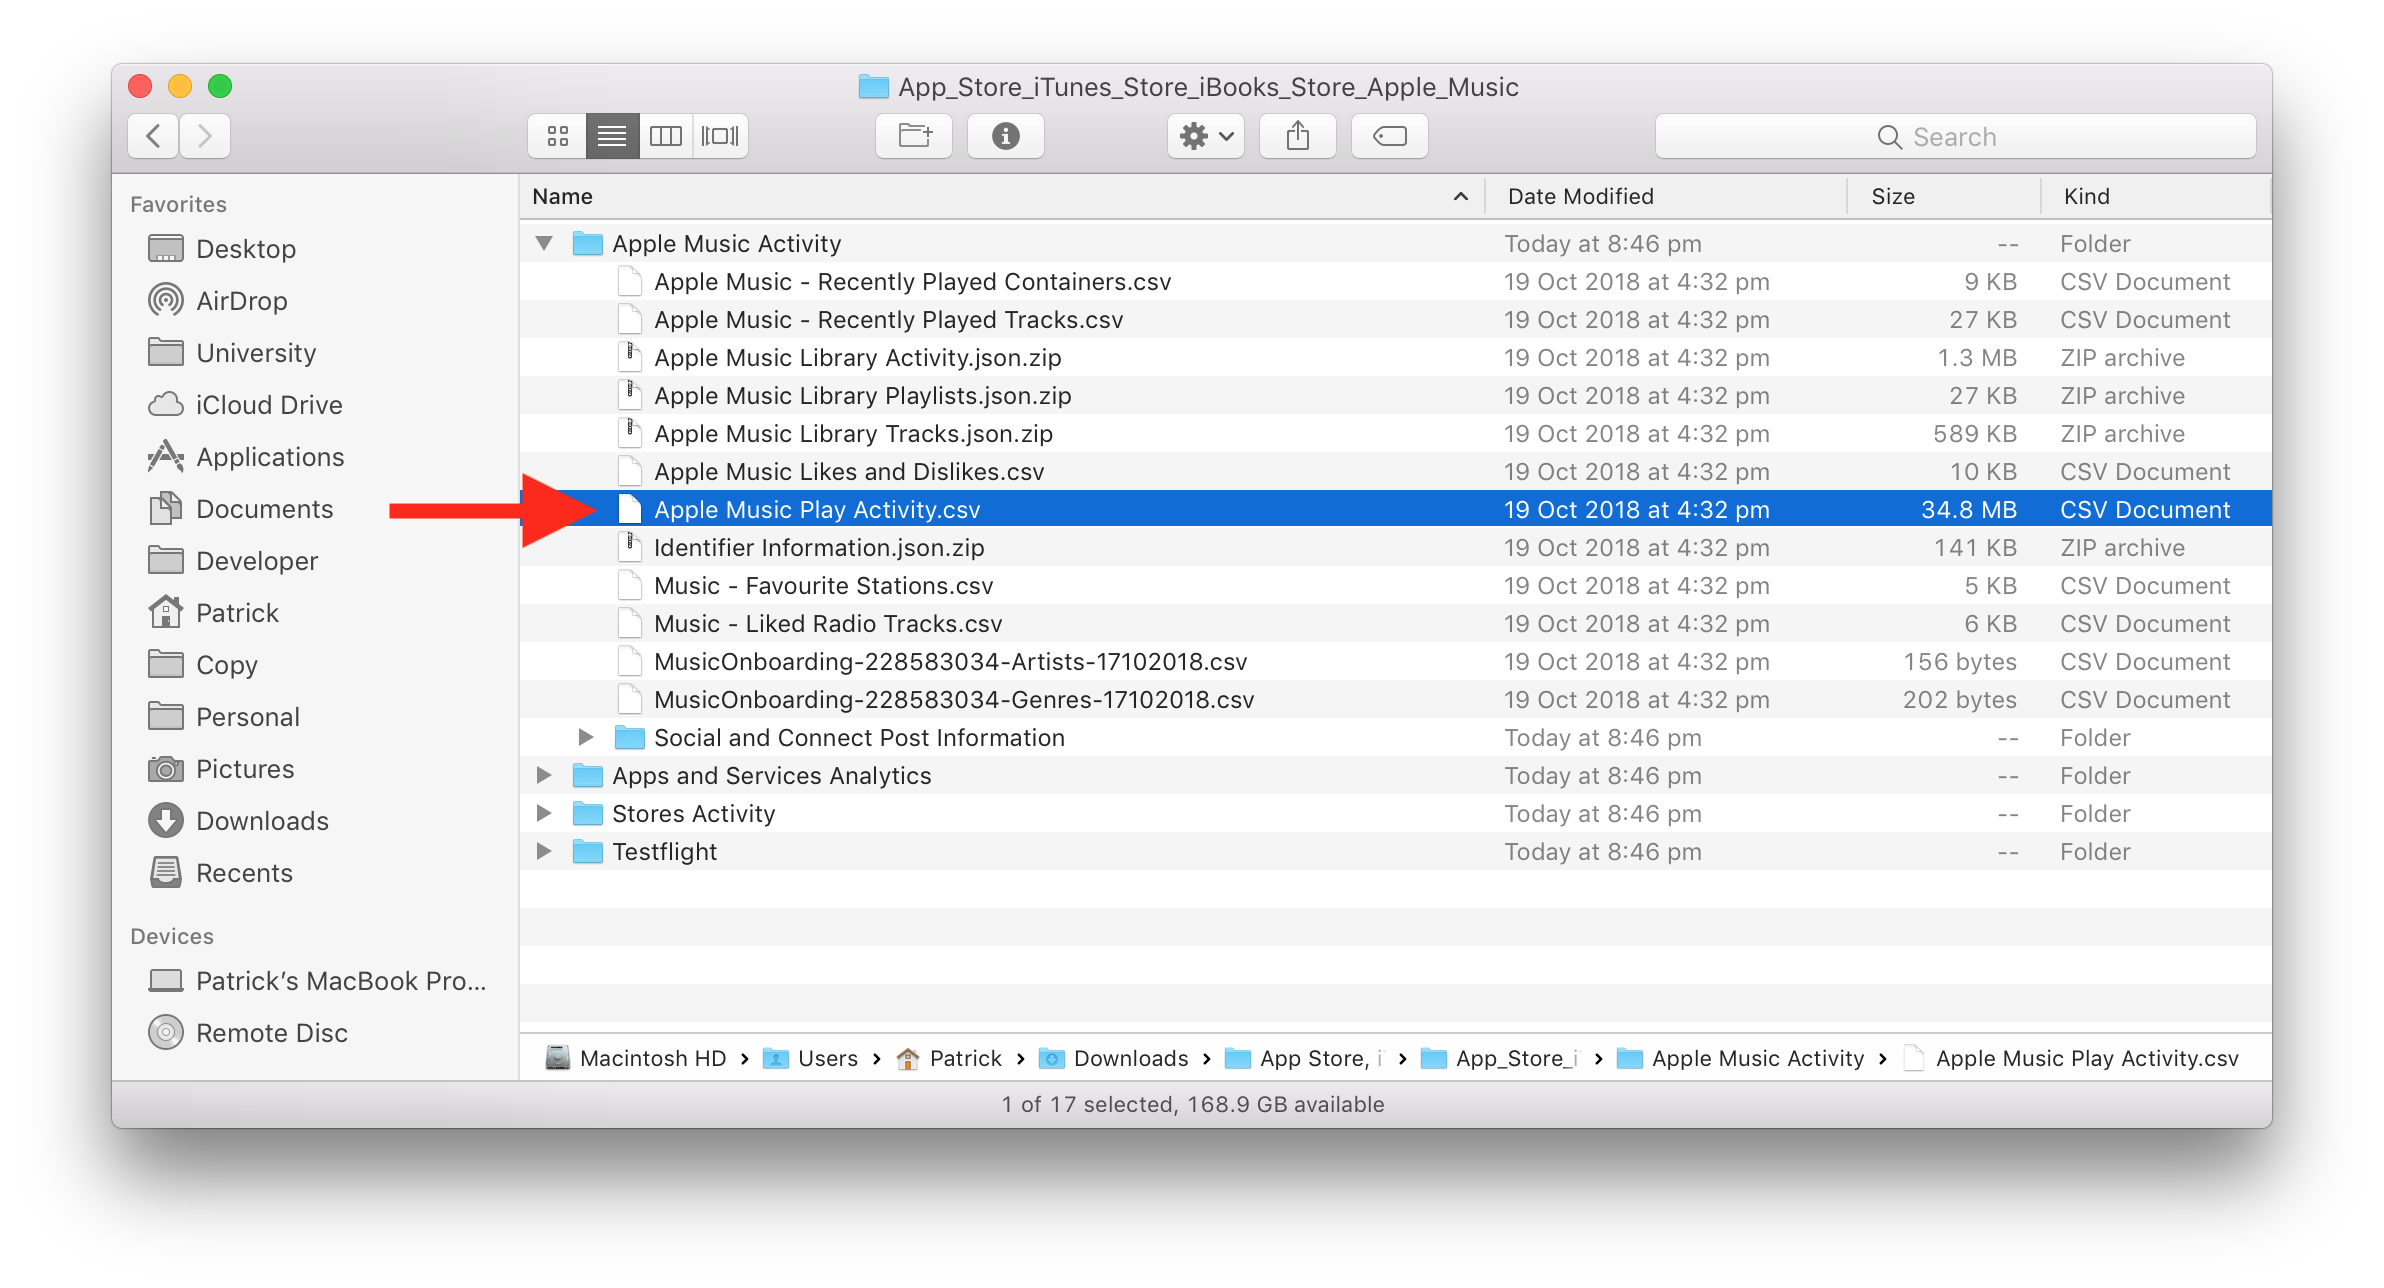 App_Store_iTunes_Store_iBooks_Store_Apple_Music
Search
Favorites
Desktop
AirDrop
University
iCloud Drive
Applications
Documents
Developer
Patrick
Copy
Personal
Pictures
Downloads
Recents
Devices
Patrick’s MacBook Pro...
Remote Disc
Name Date Modified Size Kind
Apple Music Activity Today at 8:46 pm -- Folder
Apple Music - Recently Played Containers.csv 19 Oct 2018 at 4:32 pm 9 KB CSV Document
Apple Music - Recently Played Tracks.csv 19 Oct 2018 at 4:32 pm 27 KB CSV Document
Apple Music Library Activity.json.zip 19 Oct 2018 at 4:32 pm 1.3 MB ZIP archive
Apple Music Library Playlists.json.zip 19 Oct 2018 at 4:32 pm 27 KB ZIP archive
Apple Music Library Tracks.json.zip 19 Oct 2018 at 4:32 pm 589 KB ZIP archive
Apple Music Likes and Dislikes.csv 19 Oct 2018 at 4:32 pm 10 KB CSV Document
Apple Music Play Activity.csv 19 Oct 2018 at 4:32 pm 34.8 MB CSV Document
Identifier Information.json.zip 19 Oct 2018 at 4:32 pm 141 KB ZIP archive
Music - Favourite Stations.csv 19 Oct 2018 at 4:32 pm 5 KB CSV Document
Music - Liked Radio Tracks.csv 19 Oct 2018 at 4:32 pm 6 KB CSV Document
MusicOnboarding-228583034-Artists-17102018.csv 19 Oct 2018 at 4:32 pm 156 bytes CSV Document
MusicOnboarding-228583034-Genres-17102018.csv 19 Oct 2018 at 4:32 pm 202 bytes CSV Document
Social and Connect Post Information Today at 8:46 pm -- Folder
Apps and Services Analytics Today at 8:46 pm -- Folder
Stores Activity Today at 8:46 pm -- Folder
Testflight Today at 8:46 pm -- Folder
Macintosh HD › Users › Patrick › Downloads › App Store, i › App_Store_i › Apple Music Activity › Apple Music Play Activity.csv
1 of 17 selected, 168.9 GB available